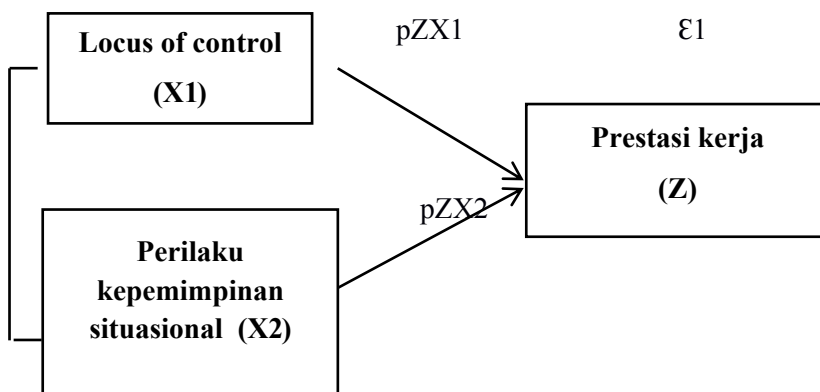 pZX1
Ɛ1
Locus of control
(X1)
Prestasi kerja
(Z)
pZX2
Perilaku
kepemimpinan
situasional (X2)